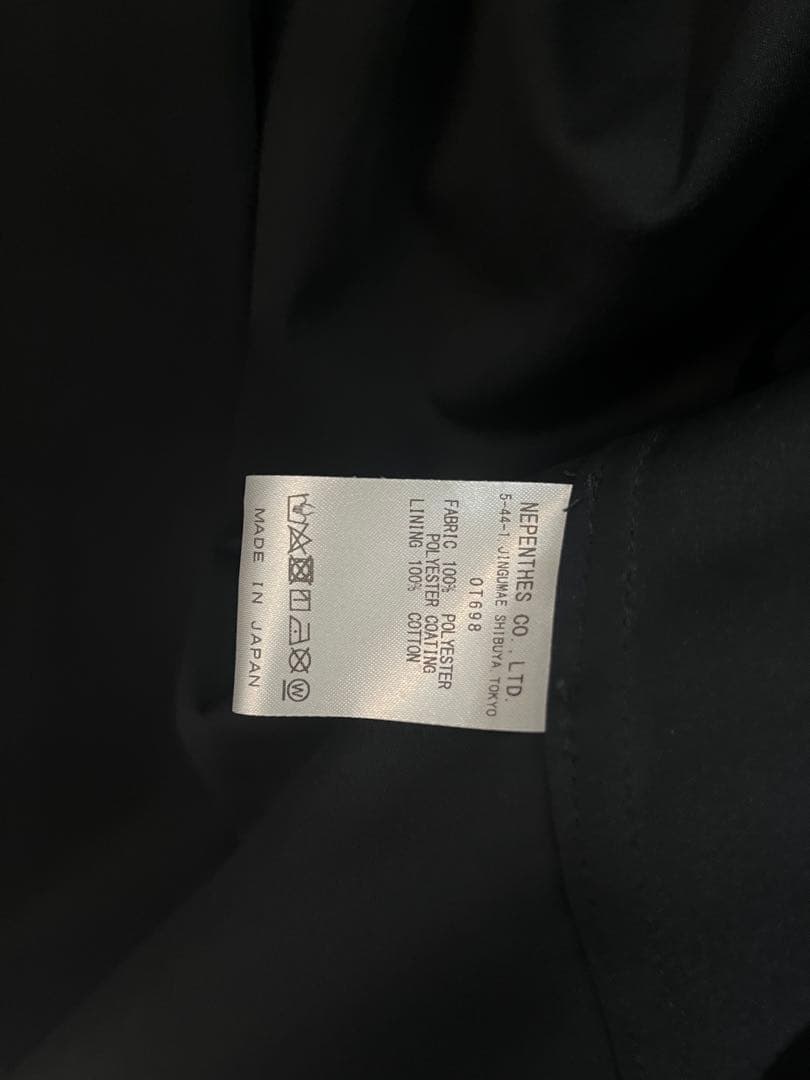 NEPENTHES CO.,LTD.
5-44-1 JINGUMAE SHIBUYA TOKYO
OT698
FABRIC 100% POLYESTER
POLYESTER COATING
LINING 100% COTTON
W
MADE IN JAPAN